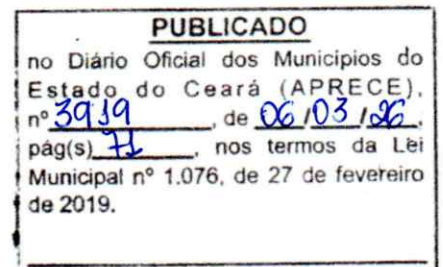 PUBLICADO
no Diário Oficial dos Municípios do
Estado do Ceará (APRECE),
nº 3919, de 06/03/26,
pág(s) 71, nos termos da Lei
Municipal nº 1.076, de 27 de fevereiro
de 2019.